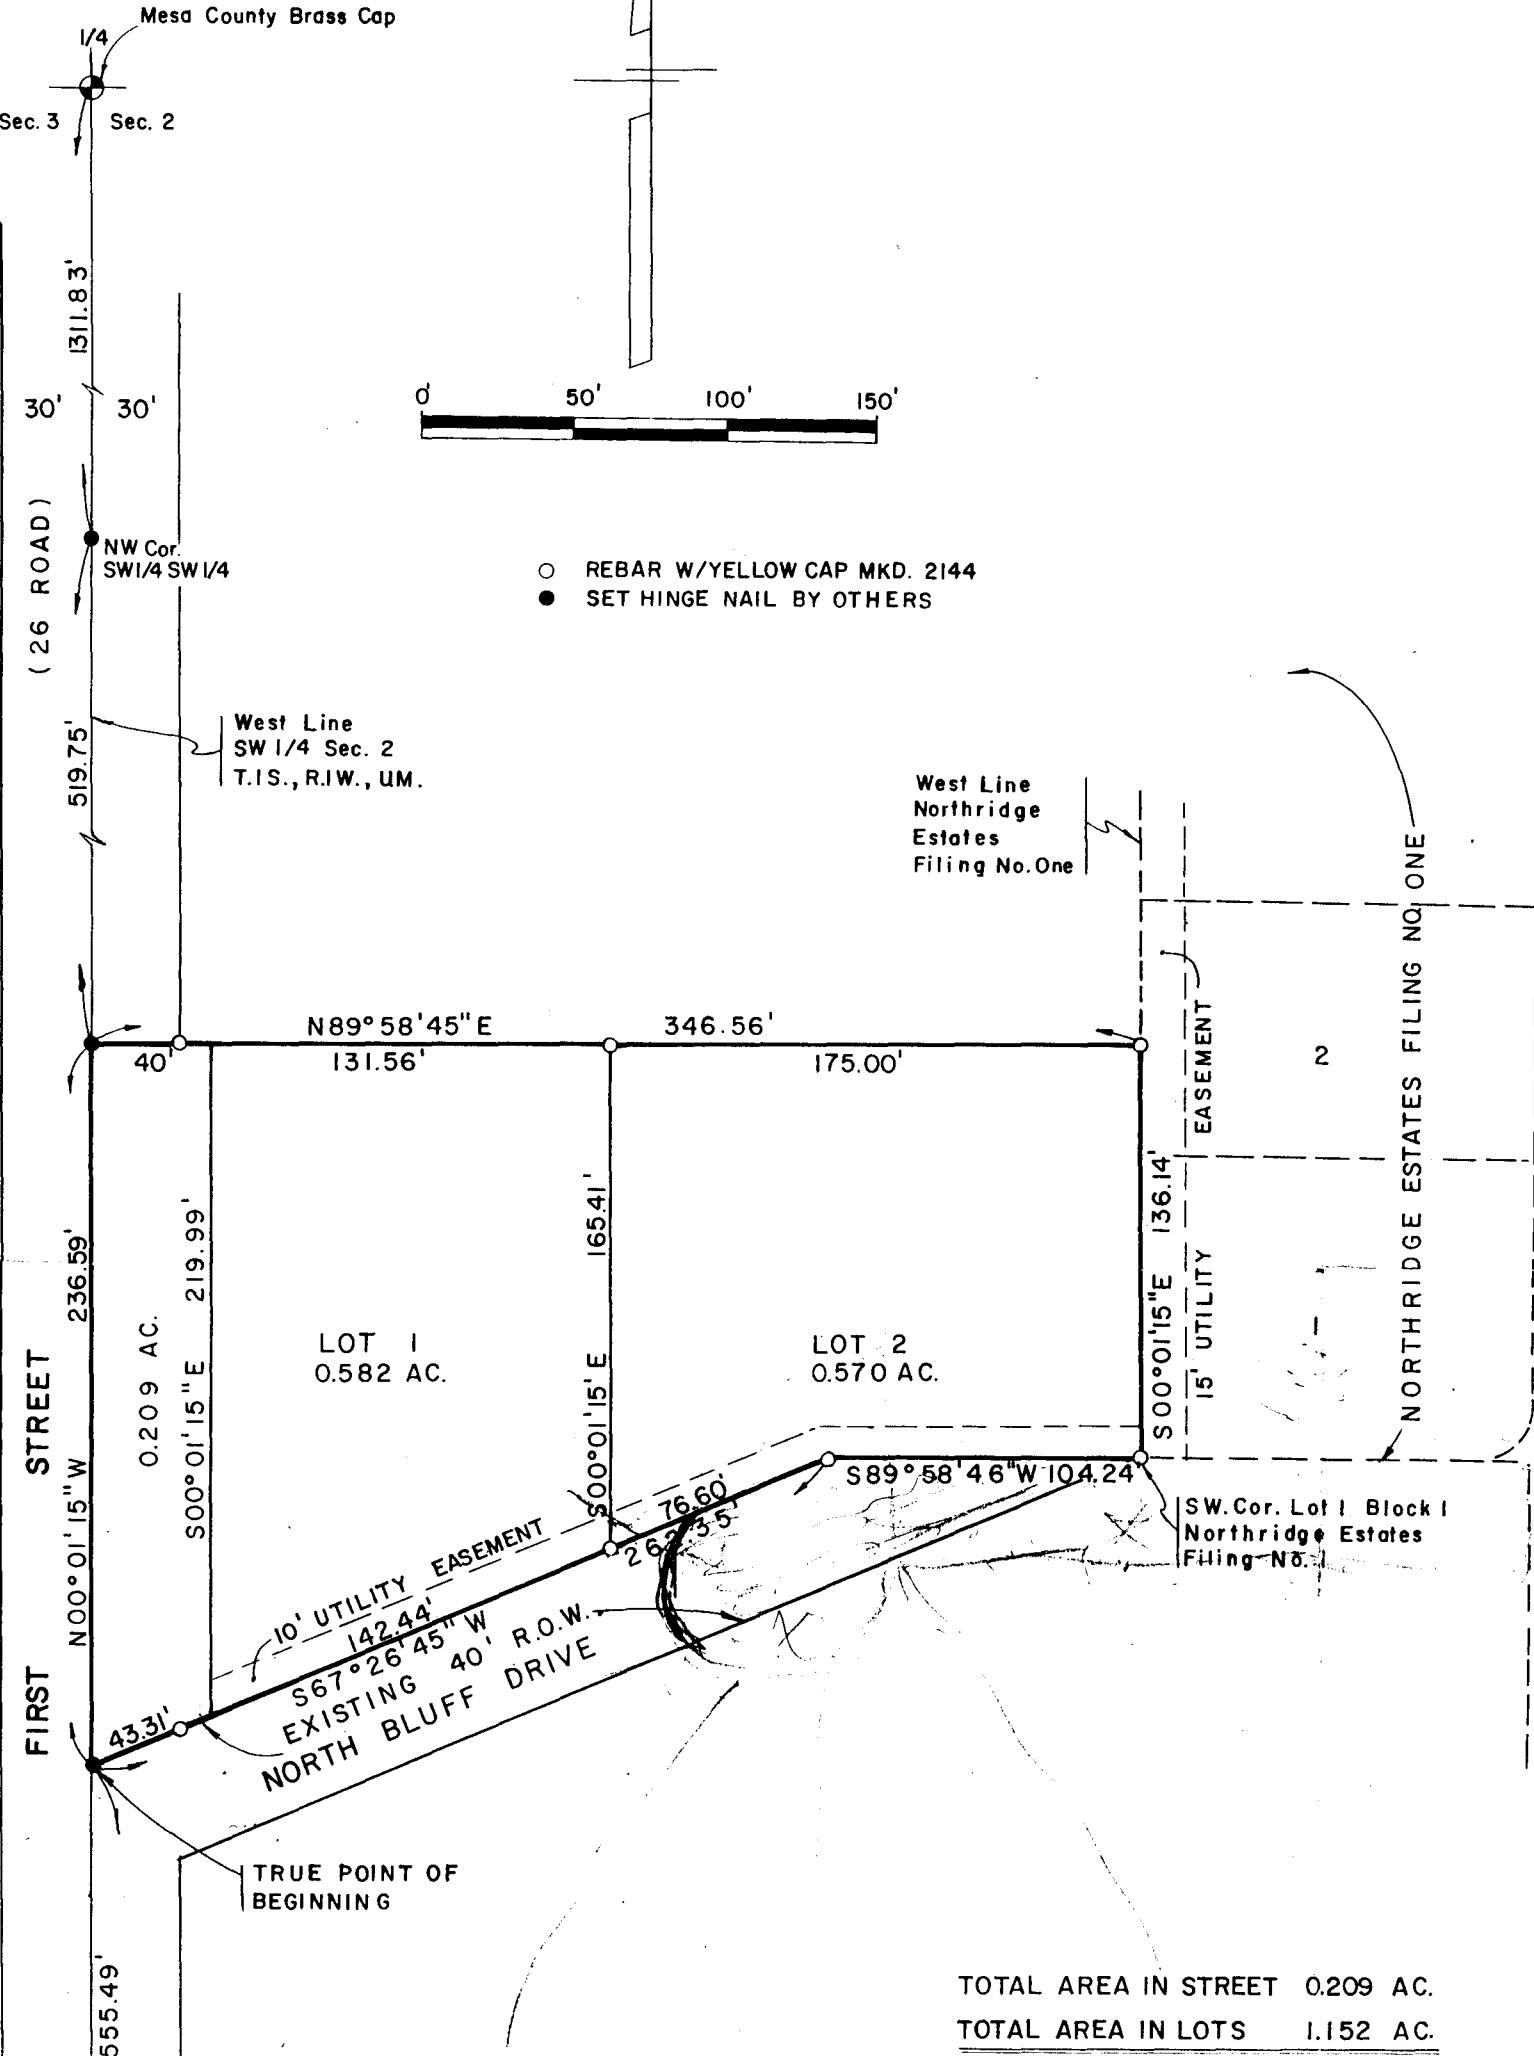 Mesa County Brass Cap
1/4
Sec. 3
Sec. 2
1311.83'
30'
30'
0'
50'
100'
150'
(26 ROAD)
NW Cor.
SW1/4 SW1/4
REBAR W/YELLOW CAP MKD. 2144
SET HINGE NAIL BY OTHERS
519.75'
West Line
SW 1/4 Sec. 2
T.1S., R.1W., UM.
West Line
Northridge
Estates
Filing No. One
NORTHRIDGE ESTATES FILING NO. ONE
EASEMENT
15' UTILITY
2
N89°58'45"E
346.56'
40'
131.56'
175.00'
236.59'
N00°01'15"W
0.209 AC.
219.99'
S00°01'15"E
165.41'
S00°01'15' E
136.14'
S00°01'15"E
LOT 1
0.582 AC.
LOT 2
0.570 AC.
FIRST STREET
S89°58'46"W 104.24'
76.60'
262.35'
SW. Cor. Lot 1 Block 1
Northridge Estates
Filing No. 1
10' UTILITY EASEMENT
142.44'
S67°26'45"W
EXISTING 40' R.O.W.
NORTH BLUFF DRIVE
43.31'
TRUE POINT OF
BEGINNING
555.49'
TOTAL AREA IN STREET 0.209 AC.
TOTAL AREA IN LOTS 1.152 AC.